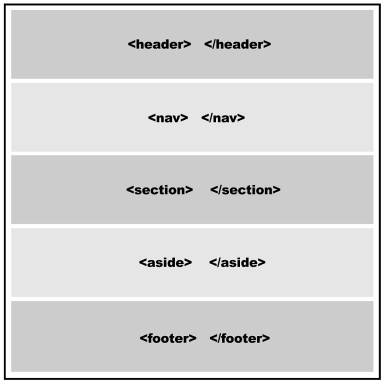 <header> </header>
<nav> </nav>
<section> </section>
<aside> </aside>
<footer> </footer>